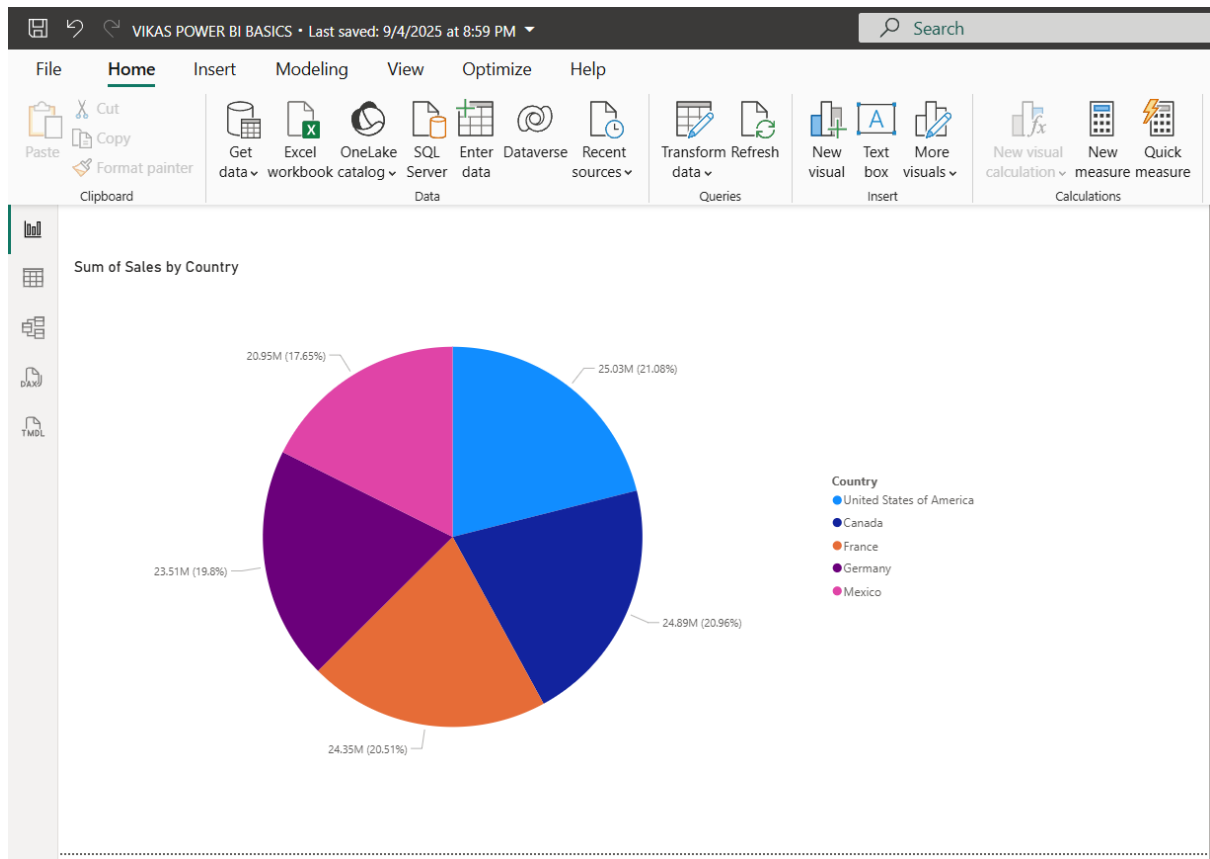 VIKAS POWER BI BASICS • Last saved: 9/4/2025 at 8:59 PM
Search
File Home Insert Modeling View Optimize Help
Paste
Cut
Copy
Format painter
Clipboard
Get data
Excel workbook
OneLake catalog
SQL Server
Enter data
Dataverse
Recent sources
Data
Transform data
Refresh
Queries
New visual
Text box
More visuals
Insert
New visual calculation
New measure
Quick measure
Calculations
DAX
TMDL
Sum of Sales by Country
20.95M (17.65%)
25.03M (21.08%)
23.51M (19.8%)
24.89M (20.96%)
24.35M (20.51%)
Country
United States of America
Canada
France
Germany
Mexico